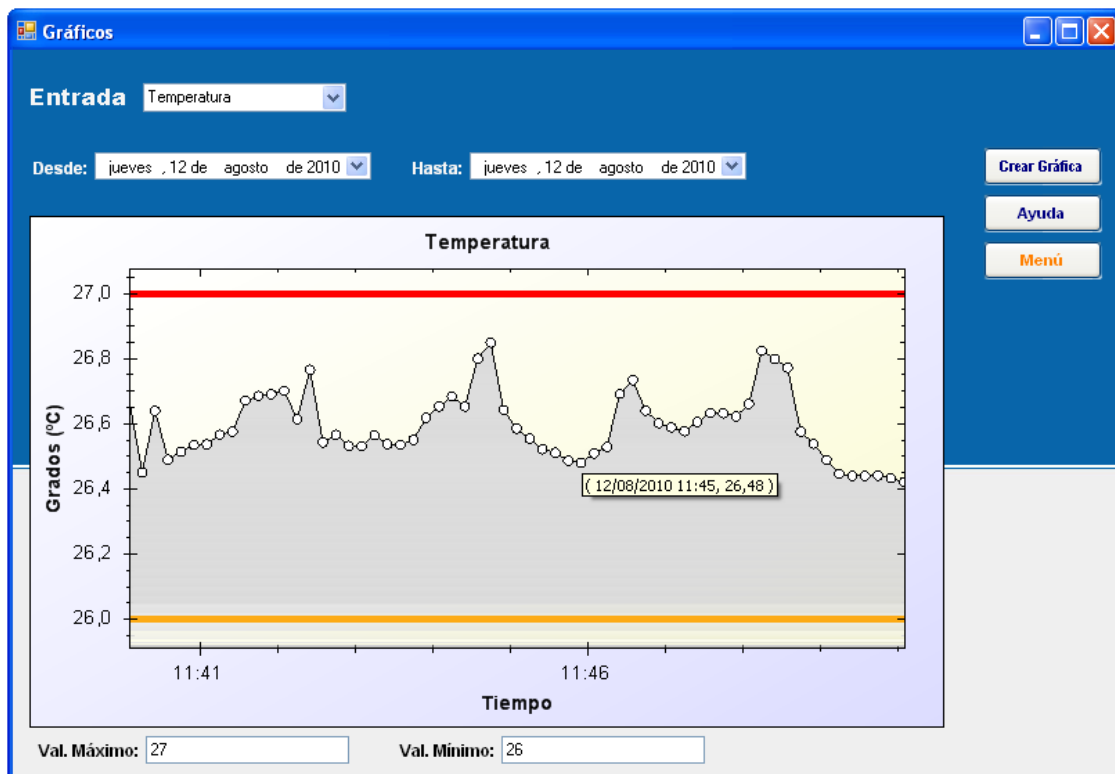 Gráficos
Entrada Temperatura
Desde: jueves , 12 de agosto de 2010 Hasta: jueves , 12 de agosto de 2010
Crear Gráfica
Ayuda
Menú
Temperatura
27,0
26,8
26,6
26,4
26,2
26,0
Grados (ºC)
( 12/08/2010 11:45, 26,48 )
11:41 11:46
Tiempo
Val. Máximo: 27 Val. Mínimo: 26